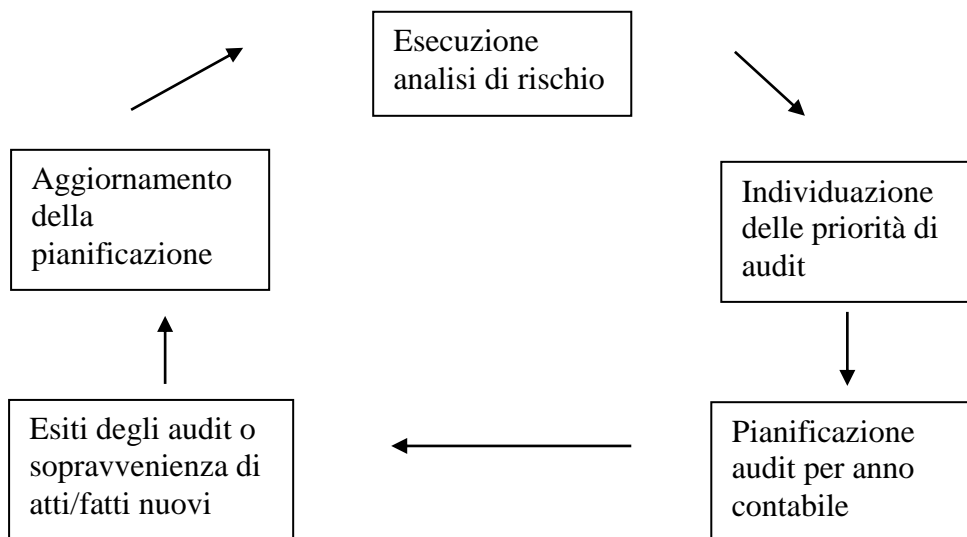 Esecuzione
analisi di rischio
Individuazione
delle priorità di
audit
Pianificazione
audit per anno
contabile
Esiti degli audit o
sopravvenienza di
atti/fatti nuovi
Aggiornamento
della
pianificazione